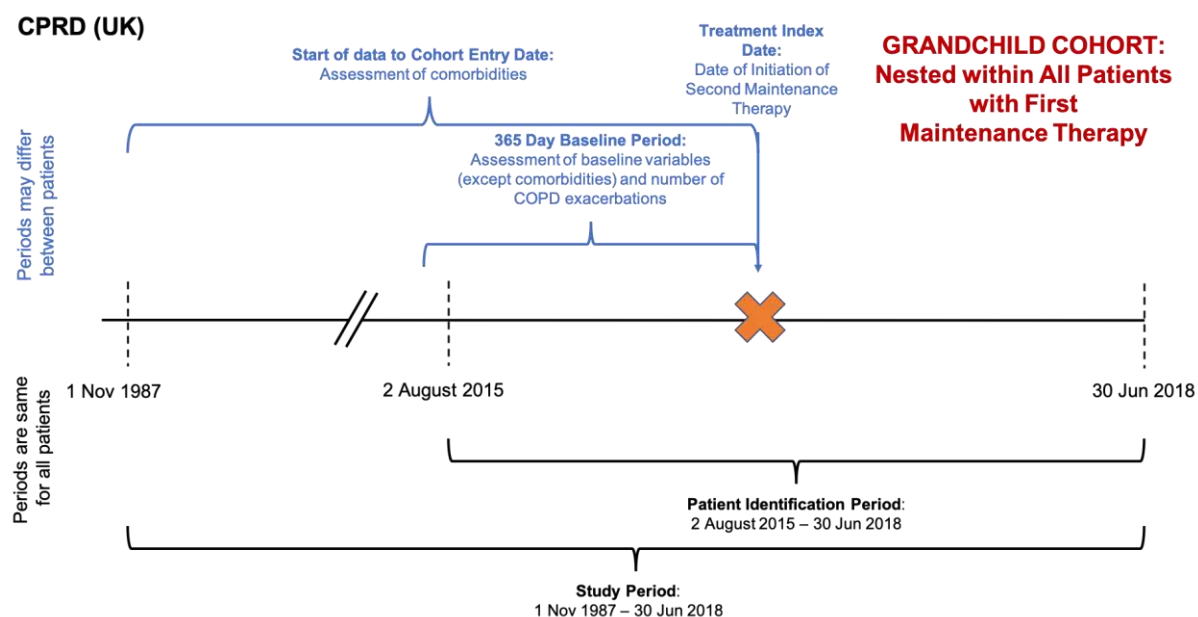 CPRD (UK)
Start of data to Cohort Entry Date:
Assessment of comorbidities
Treatment Index
Date:
Date of Initiation of
Second Maintenance
Therapy
GRANDCHILD COHORT:
Nested within All Patients
with First
Maintenance Therapy
365 Day Baseline Period:
Assessment of baseline variables
(except comorbidities) and number of
COPD exacerbations
Periods may differ
between patients
1 Nov 1987
2 August 2015
30 Jun 2018
Periods are same
for all patients
Patient Identification Period:
2 August 2015 – 30 Jun 2018
Study Period:
1 Nov 1987 – 30 Jun 2018